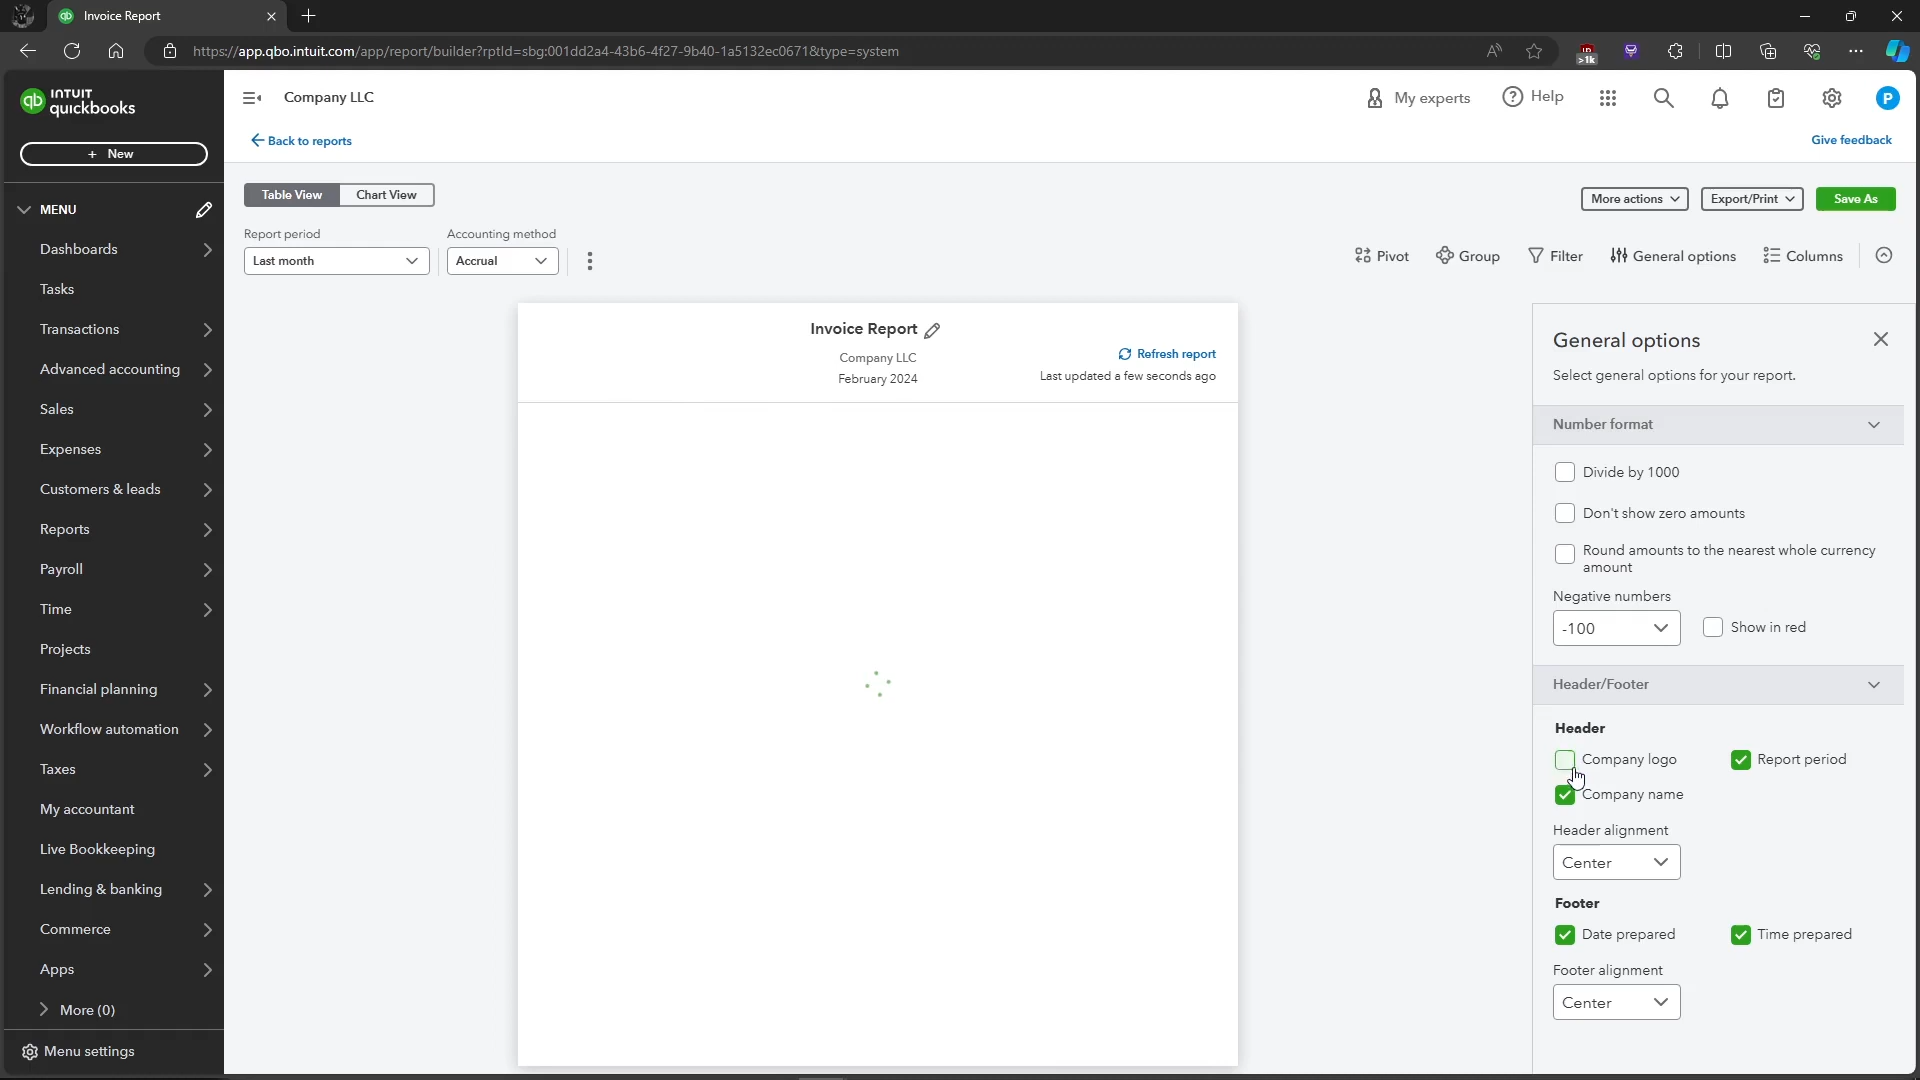 Invoice Report
https://app.qbo.intuit.com/app/report/builder?rptId=sbg:001dd2a4-43b6-4f27-9b40-1a5132ec0671&type=system
>1k
INTUIT
quickbooks
Company LLC
My experts
Help
P
+ New
Back to reports
Give feedback
MENU
Dashboards
Tasks
Transactions
Advanced accounting
Sales
Expenses
Customers & leads
Reports
Payroll
Time
Projects
Financial planning
Workflow automation
Taxes
My accountant
Live Bookkeeping
Lending & banking
Commerce
Apps
More (0)
Menu settings
Table View
Chart View
More actions
Export/Print
Save As
Report period
Last month
Accounting method
Accrual
Pivot
Group
Filter
General options
Columns
Invoice Report
Company LLC
February 2024
Refresh report
Last updated a few seconds ago
General options
Select general options for your report.
Number format
Divide by 1000
Don't show zero amounts
Round amounts to the nearest whole currency
amount
Negative numbers
-100
Show in red
Header/Footer
Header
Company logo
Report period
Company name
Header alignment
Center
Footer
Date prepared
Time prepared
Footer alignment
Center